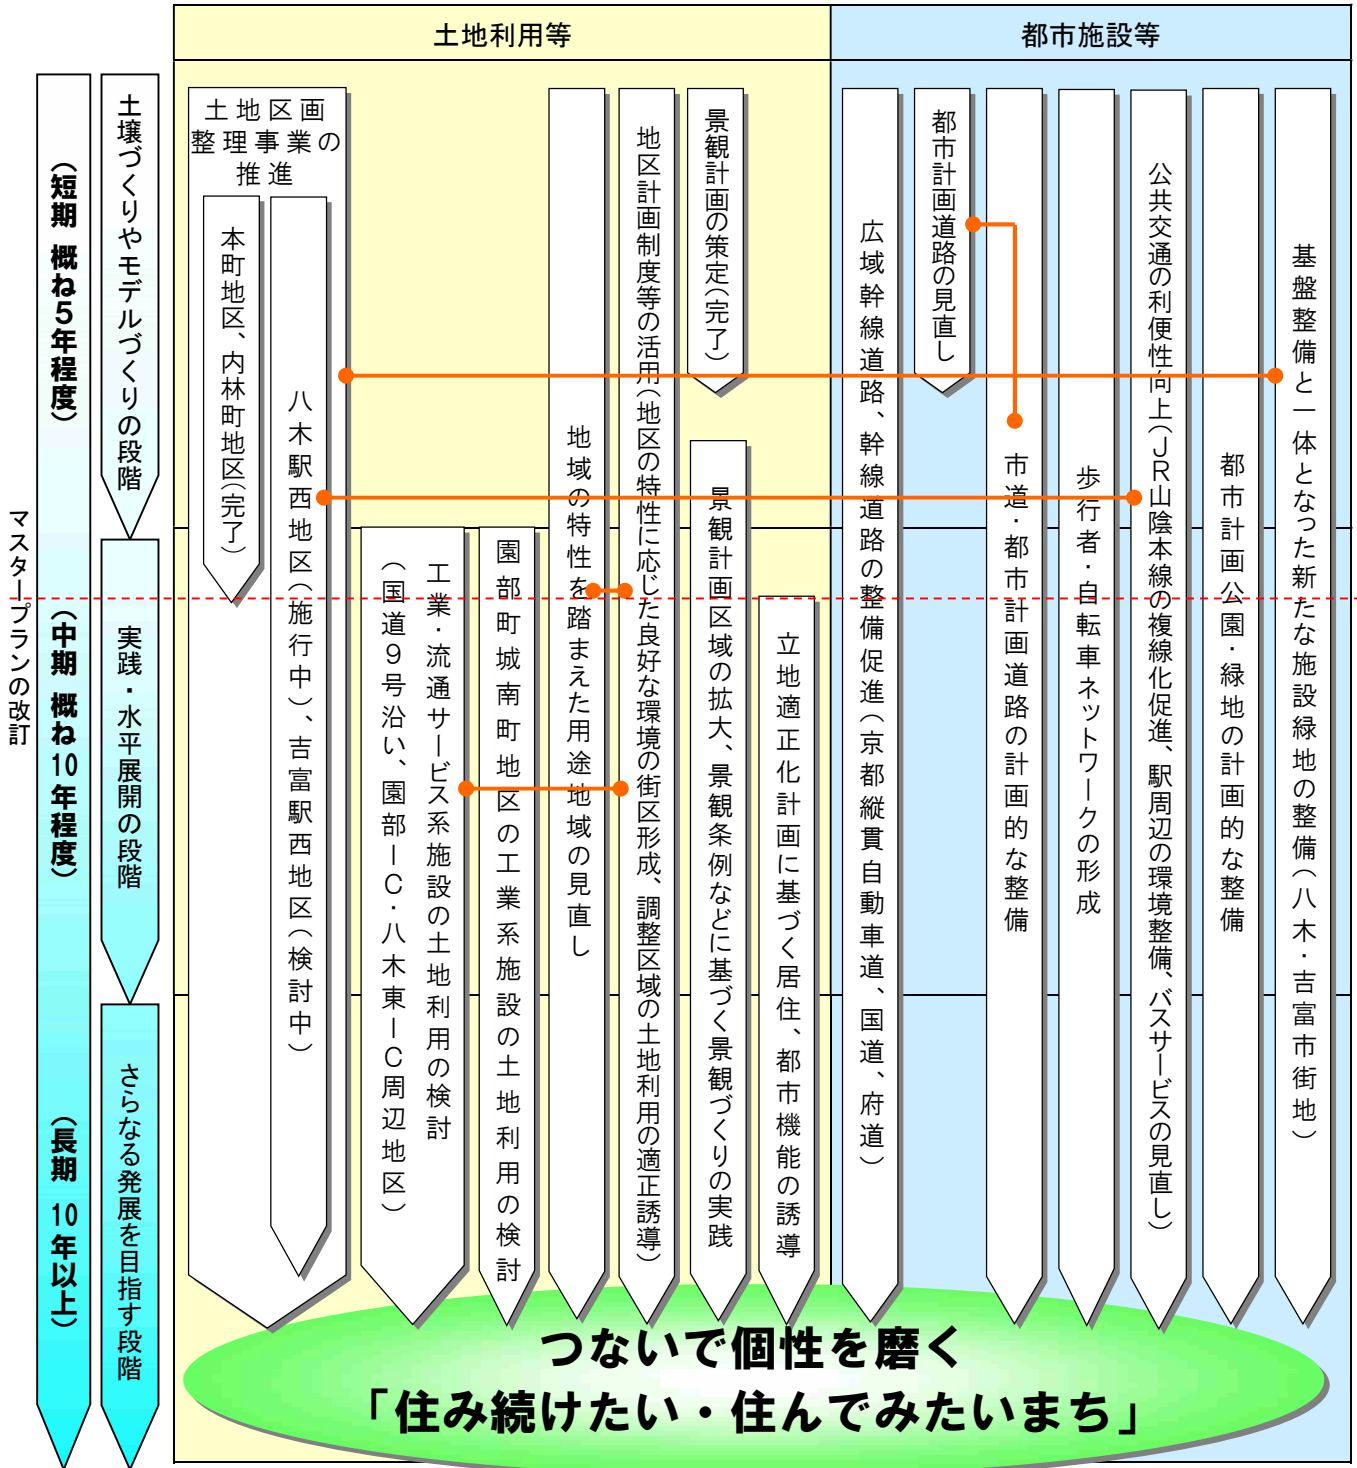 土地利用等
都市施設等
マスタープランの改訂
（短期 概ね５年程度）
（中期 概ね10年程度）
（長期 10年以上）
土壌づくりやモデルづくりの段階
実践・水平展開の段階
さらなる発展を目指す段階
土地区画
整理事業の
推進
本町地区、内林町地区（完了）
八木駅西地区（施行中）、吉富駅西地区（検討中）
工業・流通サービス系施設の土地利用の検討
（国道９号沿い、園部ＩＣ・八木東ＩＣ周辺地区）
園部町城南町地区の工業系施設の土地利用の検討
地域の特性を踏まえた用途地域の見直し
地区計画制度等の活用（地区の特性に応じた良好な環境の街区形成、調整区域の土地利用の適正誘導）
景観計画の策定（完了）
景観計画区域の拡大、景観条例などに基づく景観づくりの実践
立地適正化計画に基づく居住、都市機能の誘導
広域幹線道路、幹線道路の整備促進（京都縦貫自動車道、国道、府道）
都市計画道路の見直し
市道・都市計画道路の計画的な整備
歩行者・自転車ネットワークの形成
公共交通の利便性向上（ＪＲ山陰本線の複線化促進、駅周辺の環境整備、バスサービスの見直し）
都市計画公園・緑地の計画的な整備
基盤整備と一体となった新たな施設緑地の整備（八木・吉富市街地）
つないで個性を磨く
「住み続けたい・住んでみたいまち」